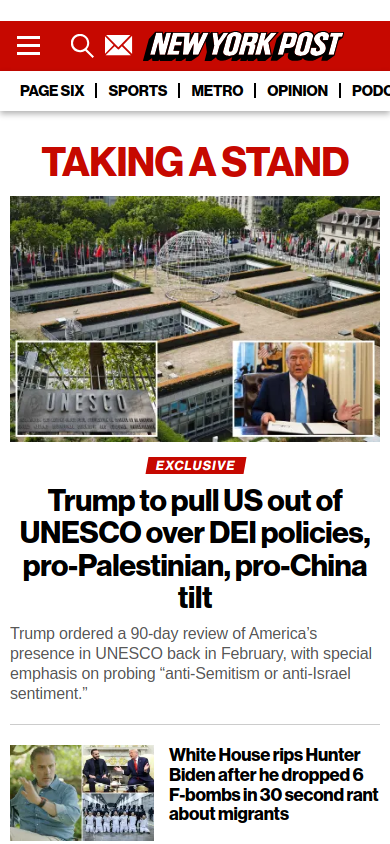 NEW YORK POST
PAGE SIX | SPORTS | METRO | OPINION | PODC
TAKING A STAND
UNESCO
EXCLUSIVE
Trump to pull US out of
UNESCO over DEI policies,
pro-Palestinian, pro-China
tilt
Trump ordered a 90-day review of America’s
presence in UNESCO back in February, with special
emphasis on probing “anti-Semitism or anti-Israel
sentiment.”
White House rips Hunter
Biden after he dropped 6
F-bombs in 30 second rant
about migrants